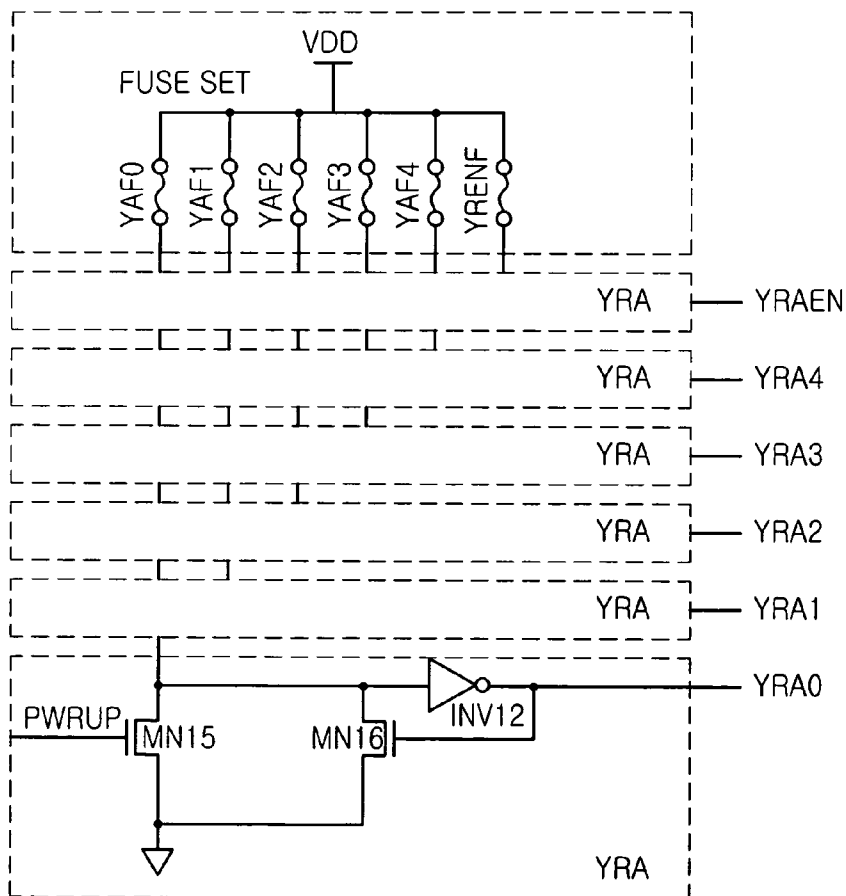 VDD
FUSE SET
YAF0 YAF1 YAF2 YAF3 YAF4 YRENF
YRA YRAEN
YRA YRA4
YRA YRA3
YRA YRA2
YRA YRA1
YRA0
PWRUP MN15 MN16 INV12
YRA